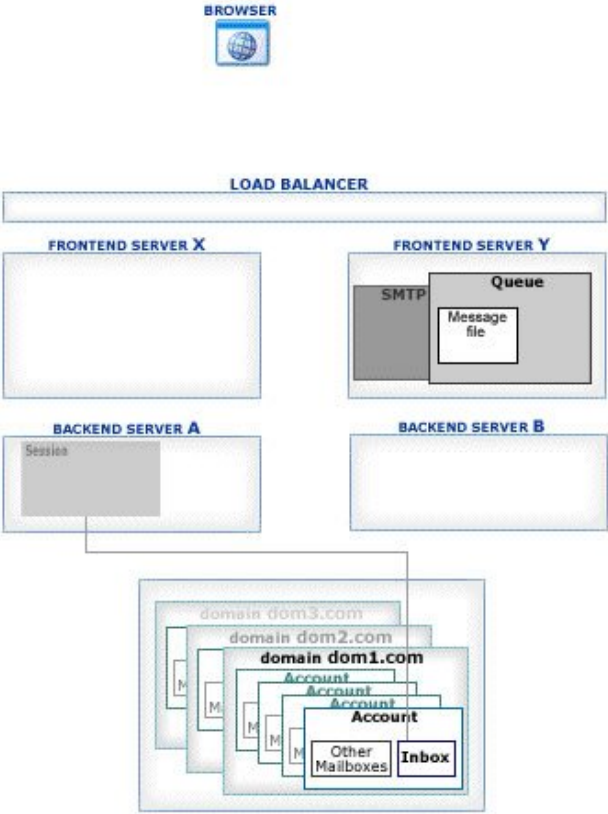 BROWSER
LOAD BALANCER
FRONTEND SERVER X
FRONTEND SERVER Y
SMTP
Queue
Message
file
BACKEND SERVER A
BACKEND SERVER B
Session
domain dom3.com
domain dom2.com
domain dom1.com
Account
Account
Account
Account
M
M
M
M
M
M
M
Other
Mailboxes
Inbox